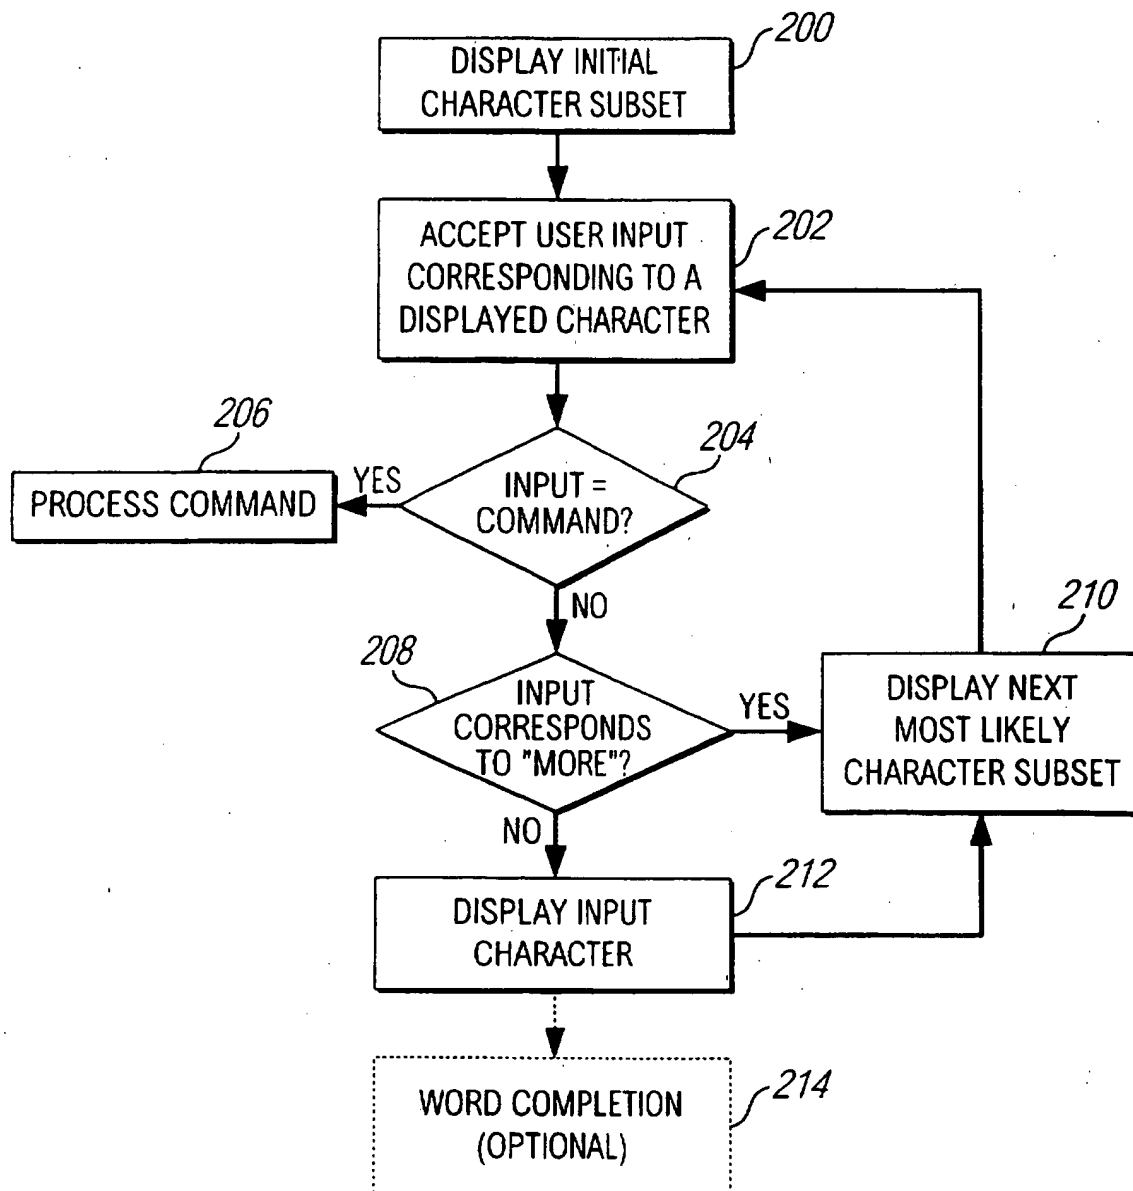 200
DISPLAY INITIAL
CHARACTER SUBSET
202
ACCEPT USER INPUT
CORRESPONDING TO A
DISPLAYED CHARACTER
206
PROCESS COMMAND
YES
204
INPUT =
COMMAND?
NO
208
INPUT
CORRESPONDS
TO "MORE"?
YES
210
DISPLAY NEXT
MOST LIKELY
CHARACTER SUBSET
NO
212
DISPLAY INPUT
CHARACTER
214
WORD COMPLETION
(OPTIONAL)